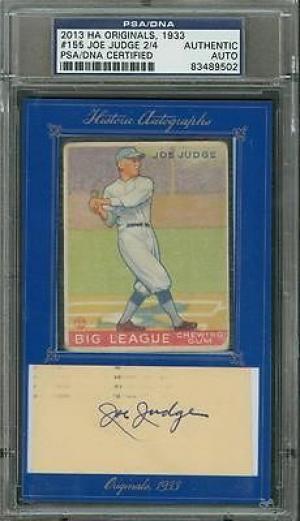 PSA/DNA
2013 HA ORIGINALS, 1933
#155 JOE JUDGE 2/4 AUTHENTIC
PSA/DNA CERTIFIED AUTO
83489502
Historic Autographs
JOE JUDGE
BIG LEAGUE CHEWING GUM
Joe Judge
Originals, 1933